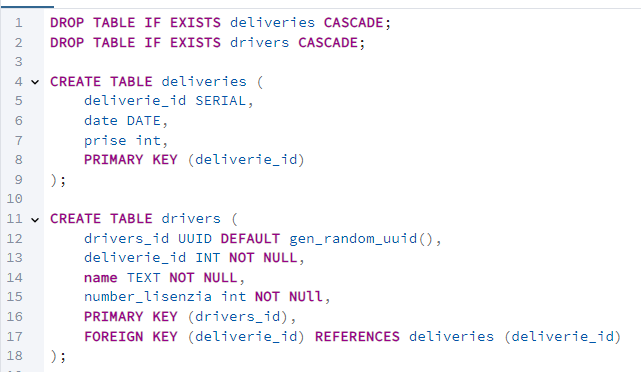 1 DROP TABLE IF EXISTS deliveries CASCADE;
2 DROP TABLE IF EXISTS drivers CASCADE;
3
4 CREATE TABLE deliveries (
5     deliverie_id SERIAL,
6     date DATE,
7     prise int,
8     PRIMARY KEY (deliverie_id)
9 );
10
11 CREATE TABLE drivers (
12     drivers_id UUID DEFAULT gen_random_uuid(),
13     deliverie_id INT NOT NULL,
14     name TEXT NOT NULL,
15     number_lisenzia int NOT NUll,
16     PRIMARY KEY (drivers_id),
17     FOREIGN KEY (deliverie_id) REFERENCES deliveries (deliverie_id)
18 );